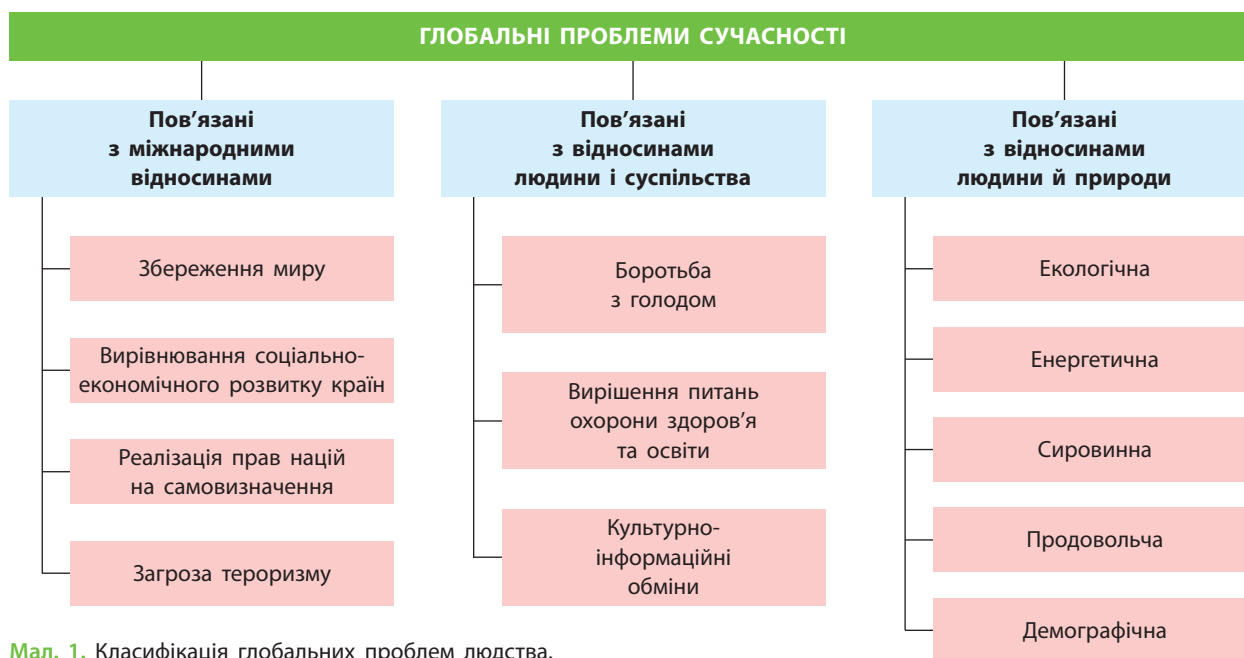 ГЛОБАЛЬНІ ПРОБЛЕМИ СУЧАСНОСТІ
Пов’язані
з міжнародними
відносинами
Збереження миру
Вирівнювання соціально-
економічного розвитку країн
Реалізація прав націй
на самовизначення
Загроза тероризму
Пов’язані
з відносинами
людини і суспільства
Боротьба
з голодом
Вирішення питань
охорони здоров’я
та освіти
Культурно-
інформаційні
обміни
Пов’язані
з відносинами
людини й природи
Екологічна
Енергетична
Сировинна
Продовольча
Демографічна
Мал. 1. Класифікація глобальних проблем людства.